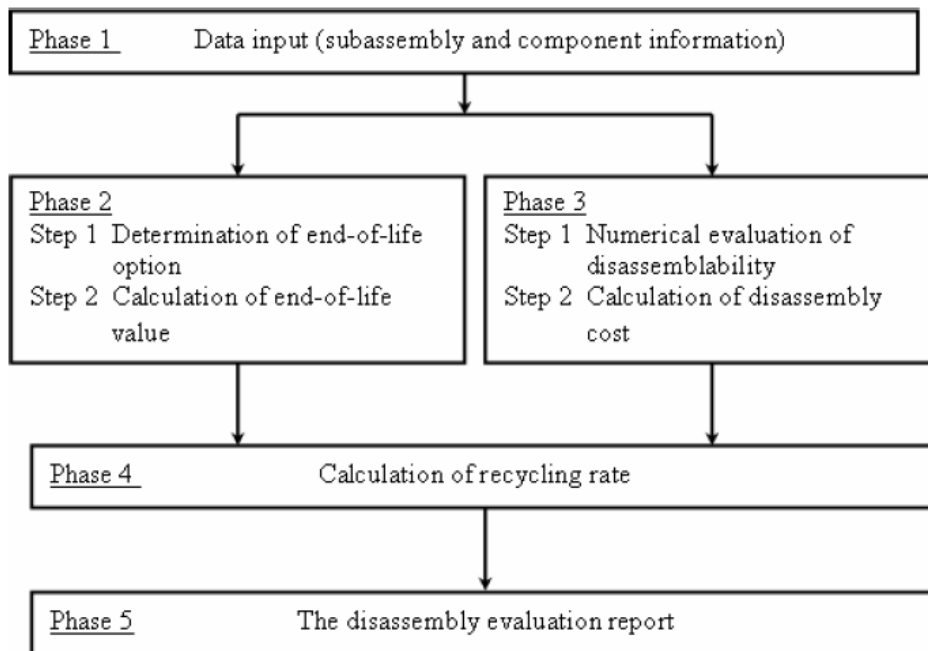 Phase 1 Data input (subassembly and component information)
Phase 2
Step 1 Determination of end-of-life
option
Step 2 Calculation of end-of-life
value
Phase 3
Step 1 Numerical evaluation of
disassemblability
Step 2 Calculation of disassembly
cost
Phase 4 Calculation of recycling rate
Phase 5 The disassembly evaluation report